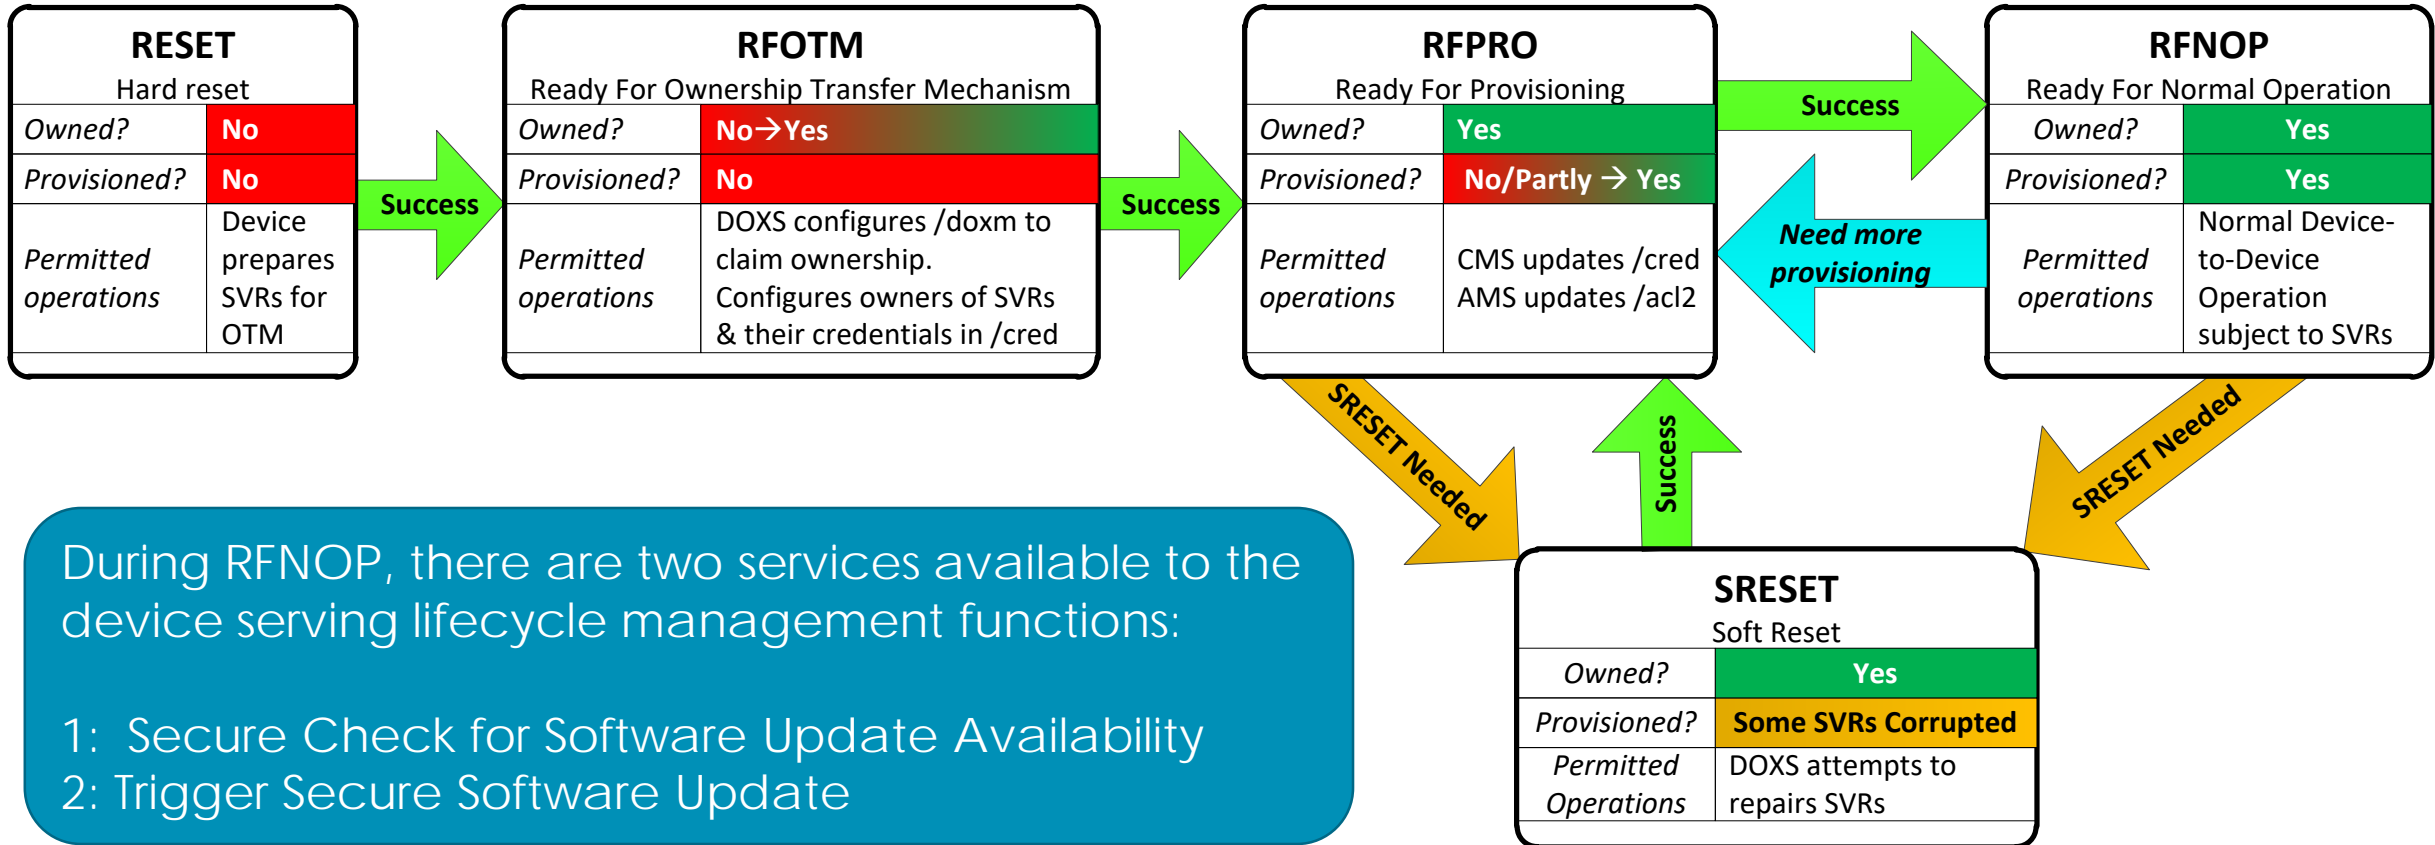 RESET
Hard reset
Owned? No
Provisioned? No
Permitted
operations
Device
prepares
SVRs for
OTM
Success
RFOTM
Ready For Ownership Transfer Mechanism
Owned? No→Yes
Provisioned? No
Permitted
operations
DOXS configures /doxm to
claim ownership.
Configures owners of SVRs
& their credentials in /cred
Success
RFPRO
Ready For Provisioning
Owned? Yes
Provisioned? No/Partly → Yes
Permitted
operations
CMS updates /cred
AMS updates /acl2
Success
Need more
provisioning
RFNOP
Ready For Normal Operation
Owned? Yes
Provisioned? Yes
Permitted
operations
Normal Device-
to-Device
Operation
subject to SVRs
SRESET Needed
Success
SRESET Needed
SRESET
Soft Reset
Owned? Yes
Provisioned? Some SVRs Corrupted
Permitted
Operations
DOXS attempts to
repairs SVRs
During RFNOP, there are two services available to the
device serving lifecycle management functions:
1: Secure Check for Software Update Availability
2: Trigger Secure Software Update